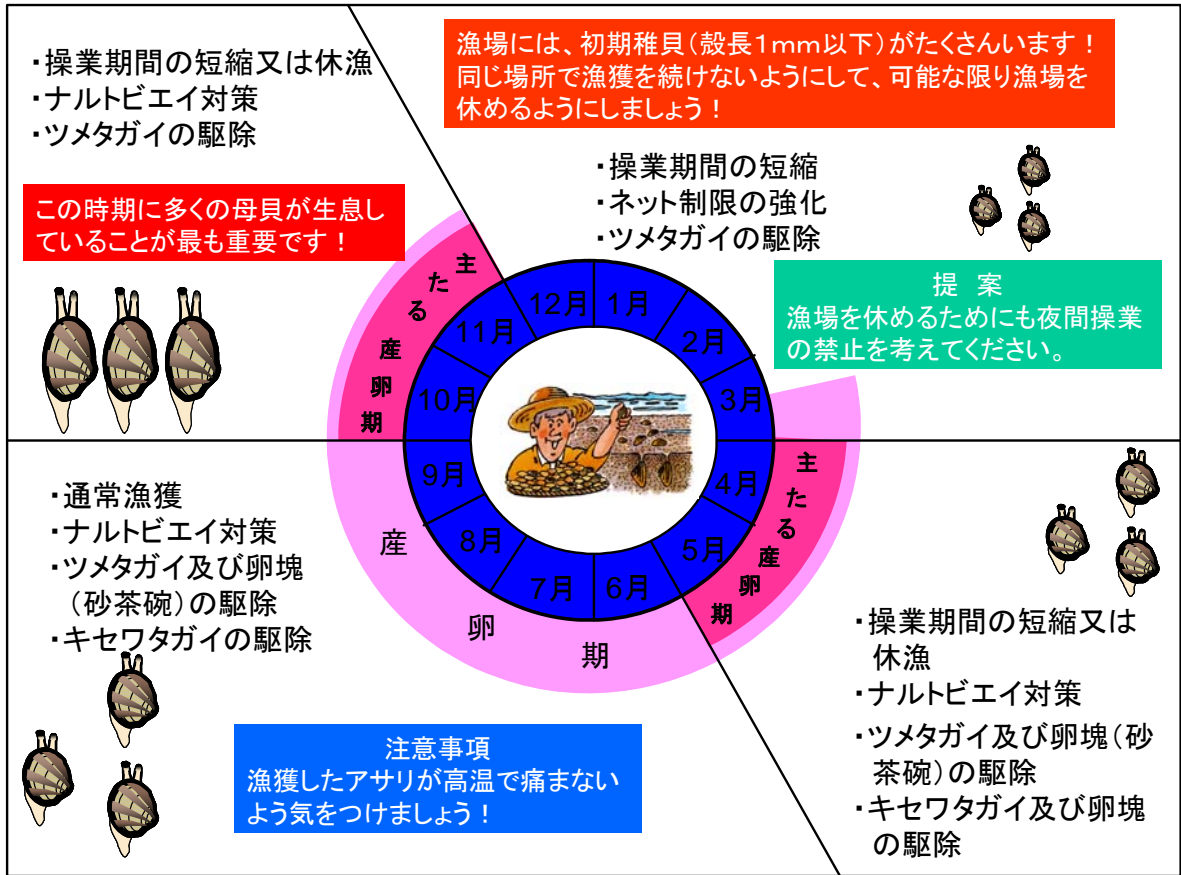 ・操業期間の短縮又は休漁
・ナルトビエイ対策
・ツメタガイの駆除
この時期に多くの母貝が生息し
ていることが最も重要です！
漁場には、初期稚貝（殻長1mm以下）がたくさんいます！
同じ場所で漁獲を続けないようにして、可能な限り漁場を
休めるようにしましょう！
・操業期間の短縮
・ネット制限の強化
・ツメタガイの駆除
提 案
漁場を休めるためにも夜間操業
の禁止を考えてください。
主たる産卵期
12月
1月
2月
3月
4月
5月
6月
7月
8月
9月
10月
11月
主たる産卵期
産卵期
・通常漁獲
・ナルトビエイ対策
・ツメタガイ及び卵塊
（砂茶碗）の駆除
・キセワタガイの駆除
注意事項
漁獲したアサリが高温で痛まない
よう気をつけましょう！
・操業期間の短縮又は
休漁
・ナルトビエイ対策
・ツメタガイ及び卵塊（砂
茶碗）の駆除
・キセワタガイ及び卵塊
の駆除